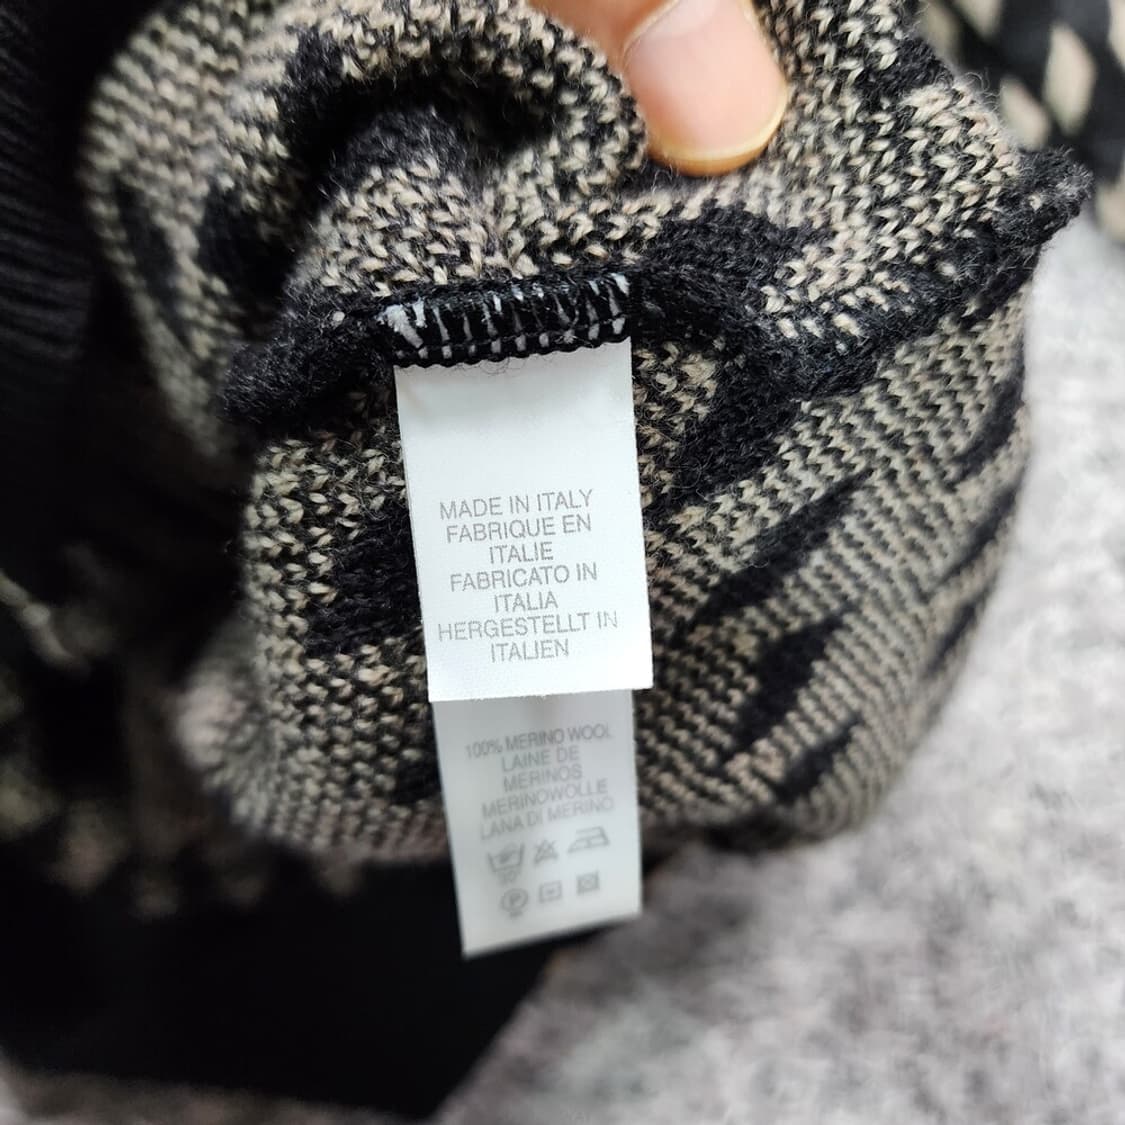 MADE IN ITALY
FABRIQUE EN
ITALIE
FABRICATO IN
ITALIA
HERGESTELLT IN
ITALIEN
100% MERINO WOOL
LAINE DE
MERINOS
MERINOWOLLE
LANA DI MERINO